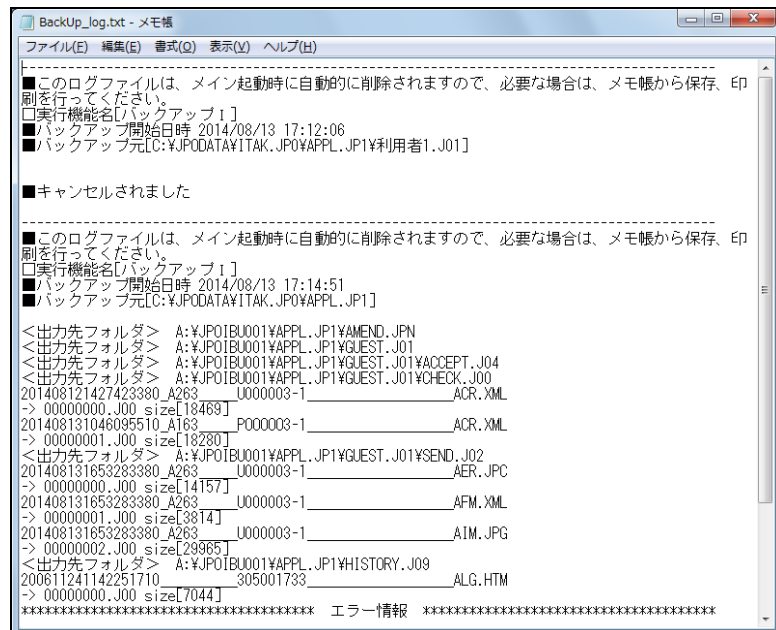 BackUp_log.txt - メモ帳
ファイル(F) 編集(E) 書式(O) 表示(V) ヘルプ(H)
--------------------------------------------------------------------------------
■このログファイルは、メイン起動時に自動的に削除されますので、必要な場合は、メモ帳から保存、印
刷を行ってください。
□実行機能名[バックアップⅠ]
■バックアップ開始日時 2014/08/13 17:12:06
■バックアップ元[C:¥JPODATA¥ITAK.JP0¥APPL.JP1¥利用者1.J01]
■キャンセルされました
--------------------------------------------------------------------------------
■このログファイルは、メイン起動時に自動的に削除されますので、必要な場合は、メモ帳から保存、印
刷を行ってください。
□実行機能名[バックアップⅠ]
■バックアップ開始日時 2014/08/13 17:14:51
■バックアップ元[C:¥JPODATA¥ITAK.JP0¥APPL.JP1]
<出力先フォルダ> A:¥JPOIBU001¥APPL.JP1¥AMEND.JPN
<出力先フォルダ> A:¥JPOIBU001¥APPL.JP1¥GUEST.J01
<出力先フォルダ> A:¥JPOIBU001¥APPL.JP1¥GUEST.J01¥ACCEPT.J04
<出力先フォルダ> A:¥JPOIBU001¥APPL.JP1¥GUEST.J01¥CHECK.J00
201408121427423380_A263_____U000003-1_________________ACR.XML
-> 00000000.J00 size[18469]
201408131046095510_A163_____P000003-1_________________ACR.XML
-> 00000001.J00 size[18280]
<出力先フォルダ> A:¥JPOIBU001¥APPL.JP1¥GUEST.J01¥SEND.J02
201408131653283380_A263_____U000003-1_________________AER.JPC
-> 00000000.J00 size[14157]
201408131653283380_A263_____U000003-1_________________AFM.XML
-> 00000001.J00 size[3814]
201408131653283380_A263_____U000003-1_________________AIM.JPG
-> 00000002.J00 size[29965]
<出力先フォルダ> A:¥JPOIBU001¥APPL.JP1¥HISTORY.J09
200611241142251710__________305001733_________________ALG.HTM
-> 00000000.J00 size[7044]
************************************** エラー情報 **************************************